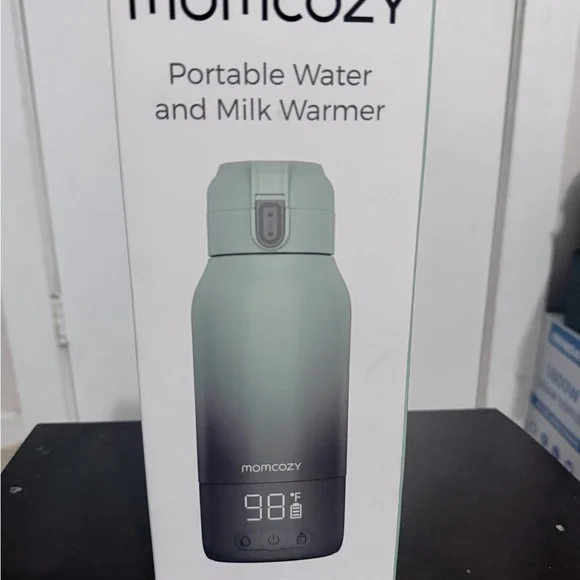 momcozy
Portable Water
and Milk Warmer
momcozy
98°F